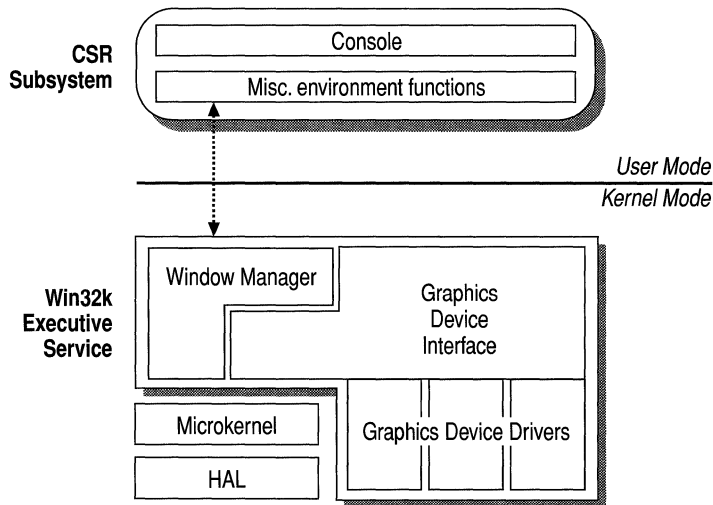 CSR
Subsystem
Console
Misc. environment functions
User Mode
Kernel Mode
Win32k
Executive
Service
Window Manager
Graphics
Device
Interface
Microkernel
HAL
Graphics Device Drivers